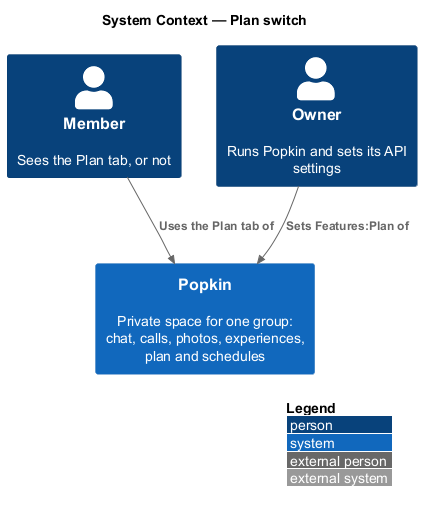 System Context — Plan switch
Member
Sees the Plan tab, or not
Owner
Runs Popkin and sets its API
settings
Uses the Plan tab of
Sets Features:Plan of
Popkin
Private space for one group:
chat, calls, photos, experiences,
plan and schedules
Legend
person
system
external person
external system